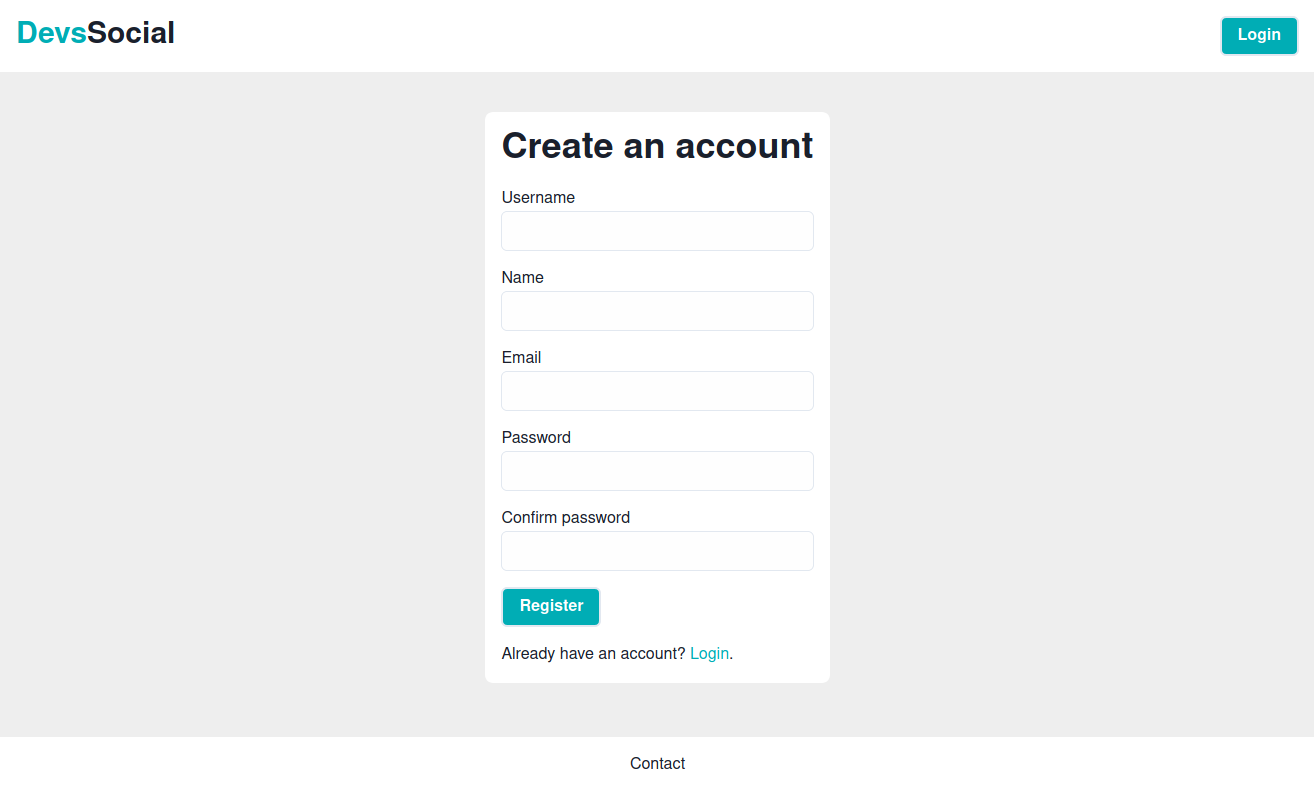 DevsSocial
Login
Create an account
Username
Name
Email
Password
Confirm password
Register
Already have an account? Login.
Contact